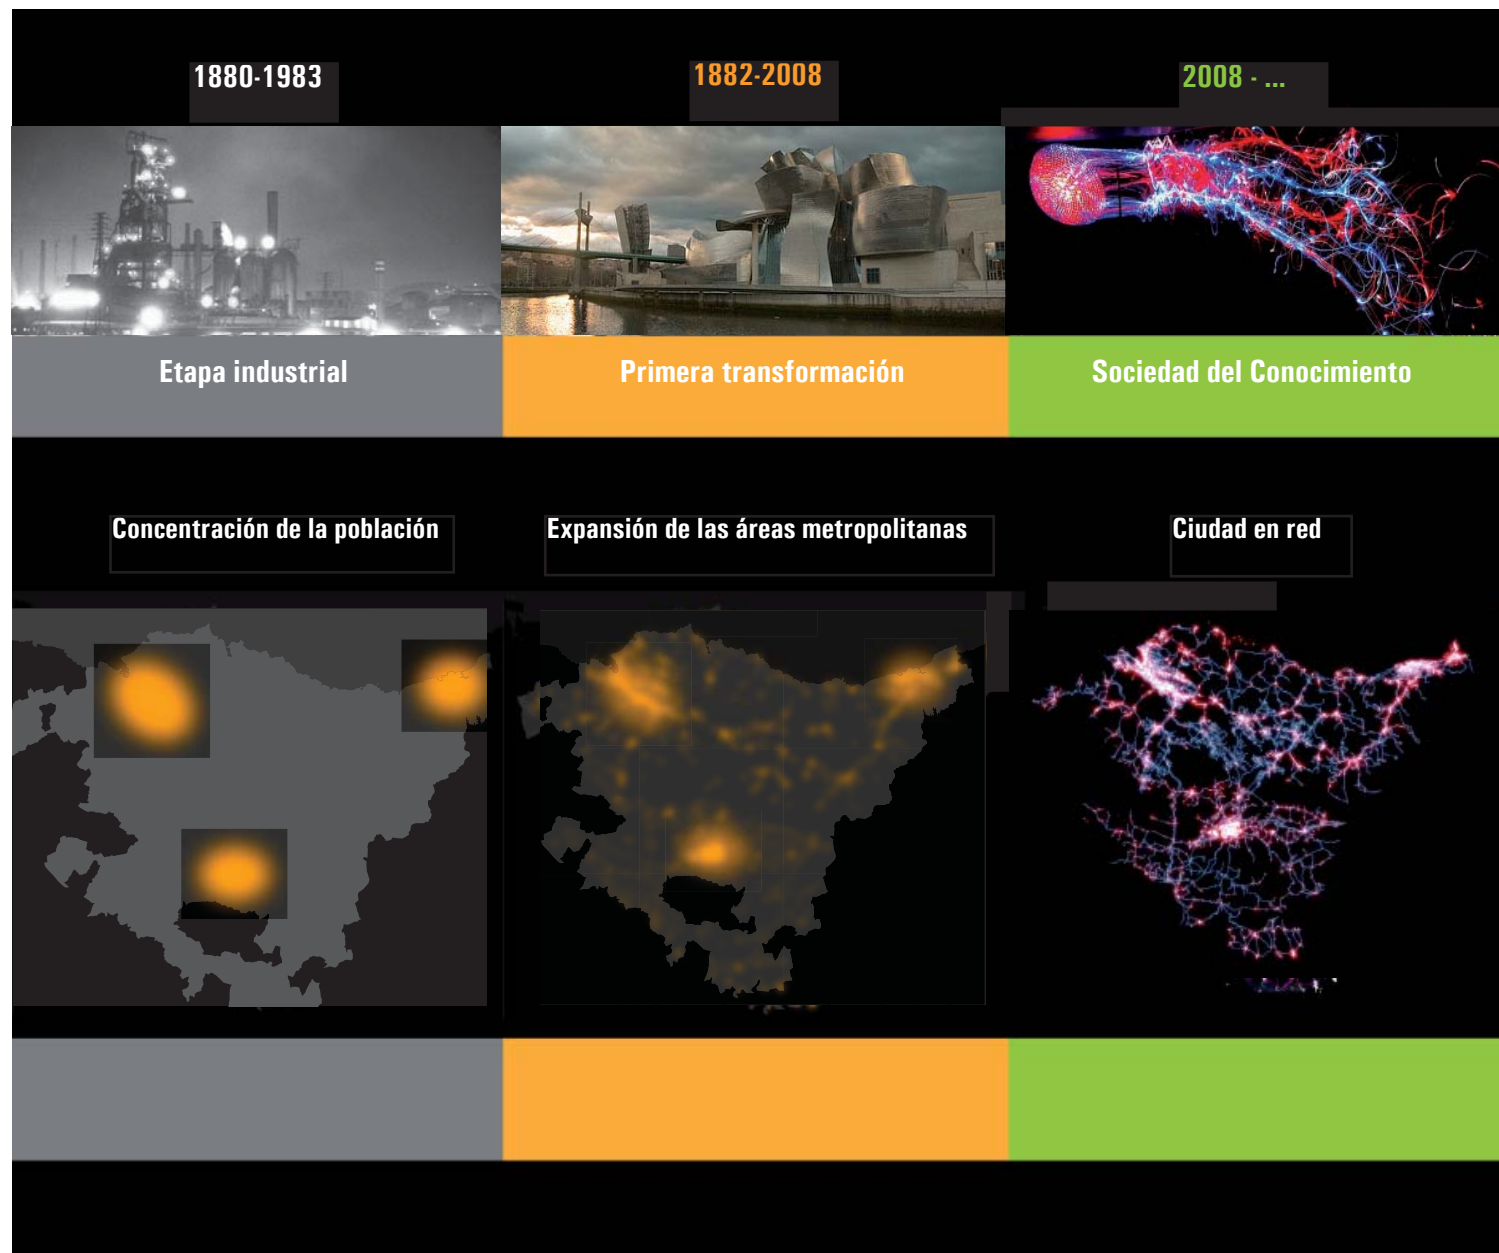 1880-1983
1882-2008
2008 - ...
Etapa industrial
Primera transformación
Sociedad del Conocimiento
Concentración de la población
Expansión de las áreas metropolitanas
Ciudad en red